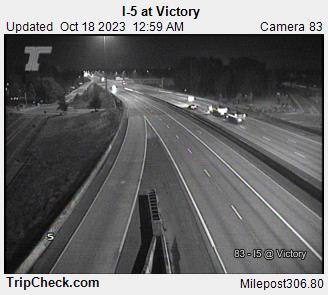 I-5 at Victory
Updated Oct 18 2023 12:59 AM Camera 83
T
S
83 - I5 @ Victory
TripCheck.com Milepost306.80